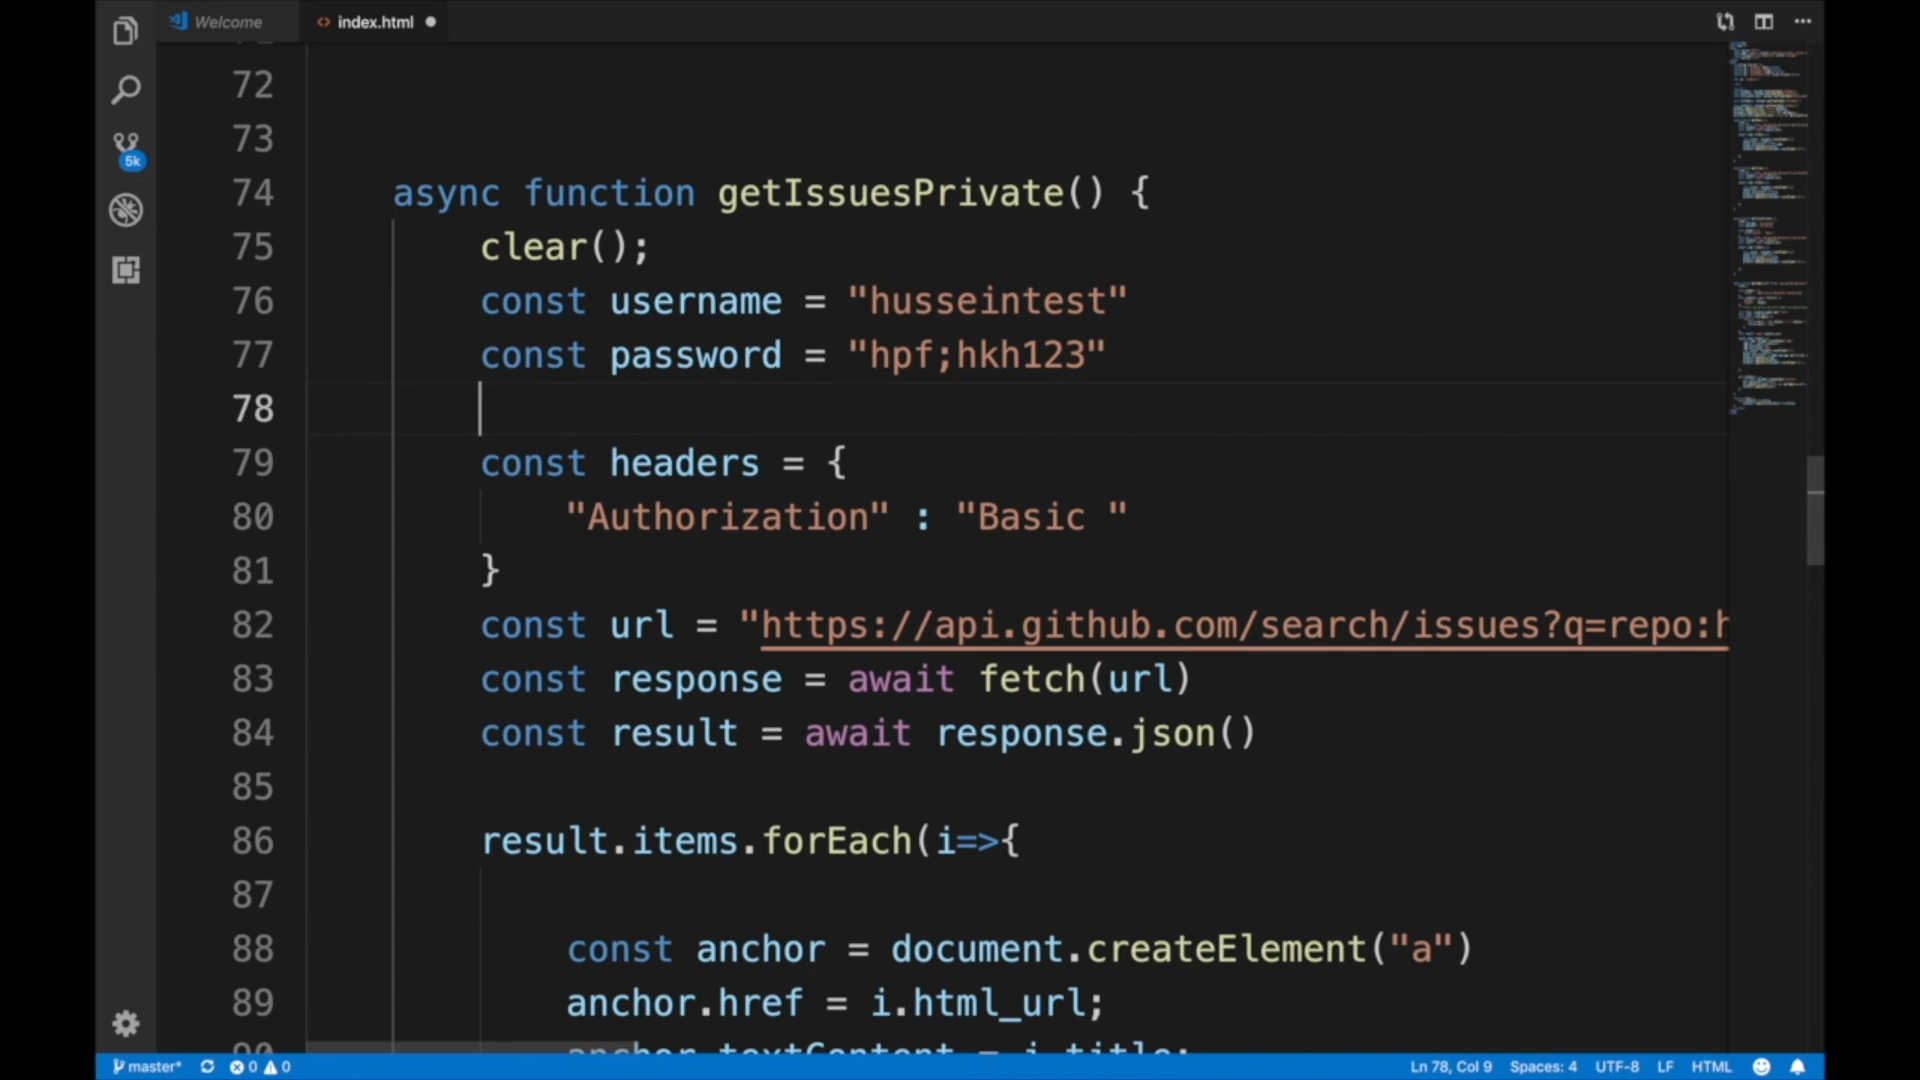 Welcome
<> index.html
5k
72
73
74 async function getIssuesPrivate() {
75 clear();
76 const username = "husseintest"
77 const password = "hpf;hkh123"
78
79 const headers = {
80 "Authorization" : "Basic "
81 }
82 const url = "https://api.github.com/search/issues?q=repo:h
83 const response = await fetch(url)
84 const result = await response.json()
85
86 result.items.forEach(i=>{
87
88 const anchor = document.createElement("a")
89 anchor.href = i.html_url;
90 anchor.textContent = i.title;
master* 0 0 Ln 78, Col 9 Spaces: 4 UTF-8 LF HTML